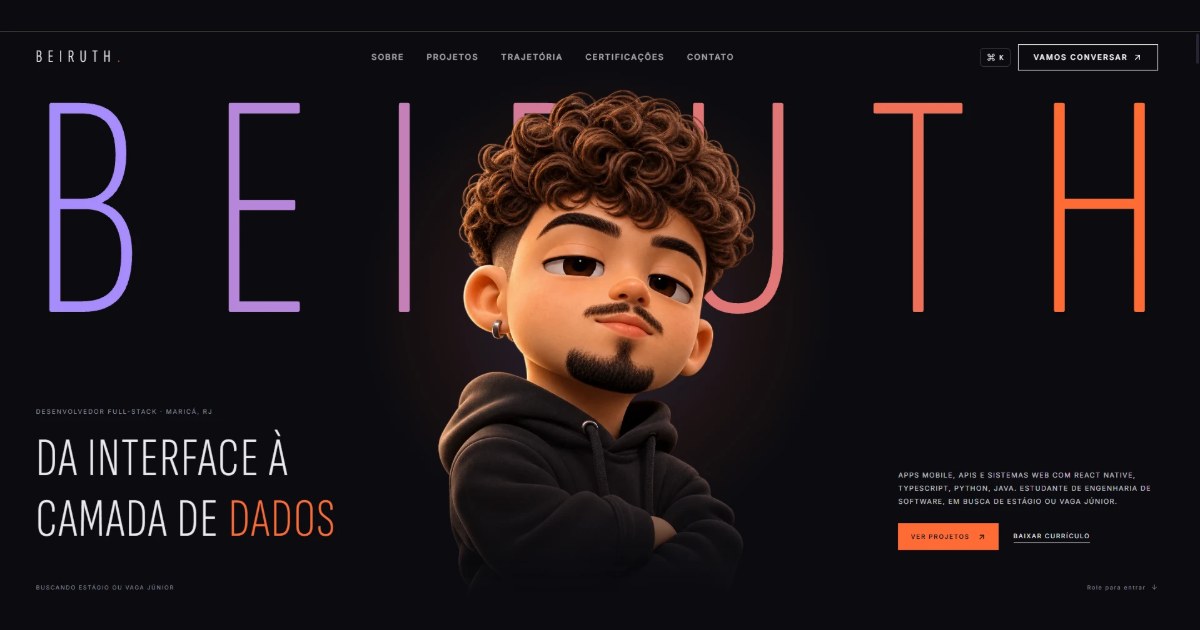 BEIRUTH.
SOBRE PROJETOS TRAJETÓRIA CERTIFICAÇÕES CONTATO
⌘ K
VAMOS CONVERSAR ↗
BEIRUTH
DESENVOLVEDOR FULL-STACK · MARICÁ, RJ
DA INTERFACE À
CAMADA DE DADOS
APPS MOBILE, APIS E SISTEMAS WEB COM REACT NATIVE,
TYPESCRIPT, PYTHON, JAVA. ESTUDANTE DE ENGENHARIA DE
SOFTWARE, EM BUSCA DE ESTÁGIO OU VAGA JÚNIOR.
VER PROJETOS ↗
BAIXAR CURRÍCULO
BUSCANDO ESTÁGIO OU VAGA JÚNIOR
Role para entrar ↓